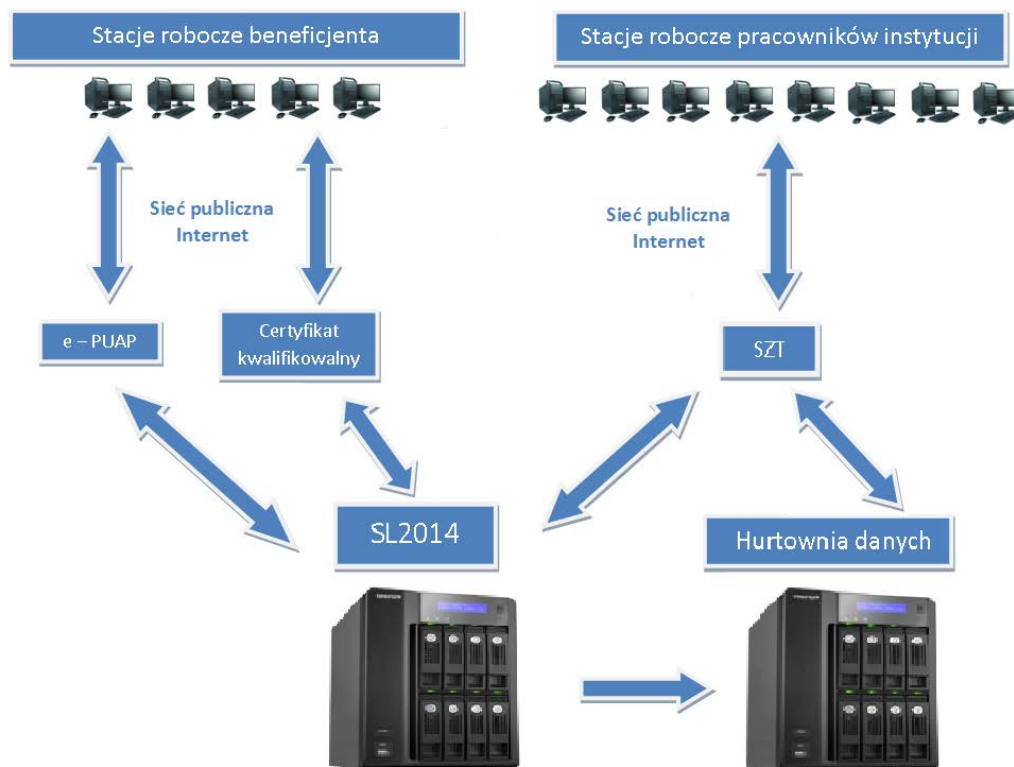 Stacje robocze beneficjenta
Stacje robocze pracowników instytucji
Sieć publiczna
Internet
Sieć publiczna
Internet
e – PUAP
Certyfikat
kwalifikowalny
SZT
SL2014
Hurtownia danych